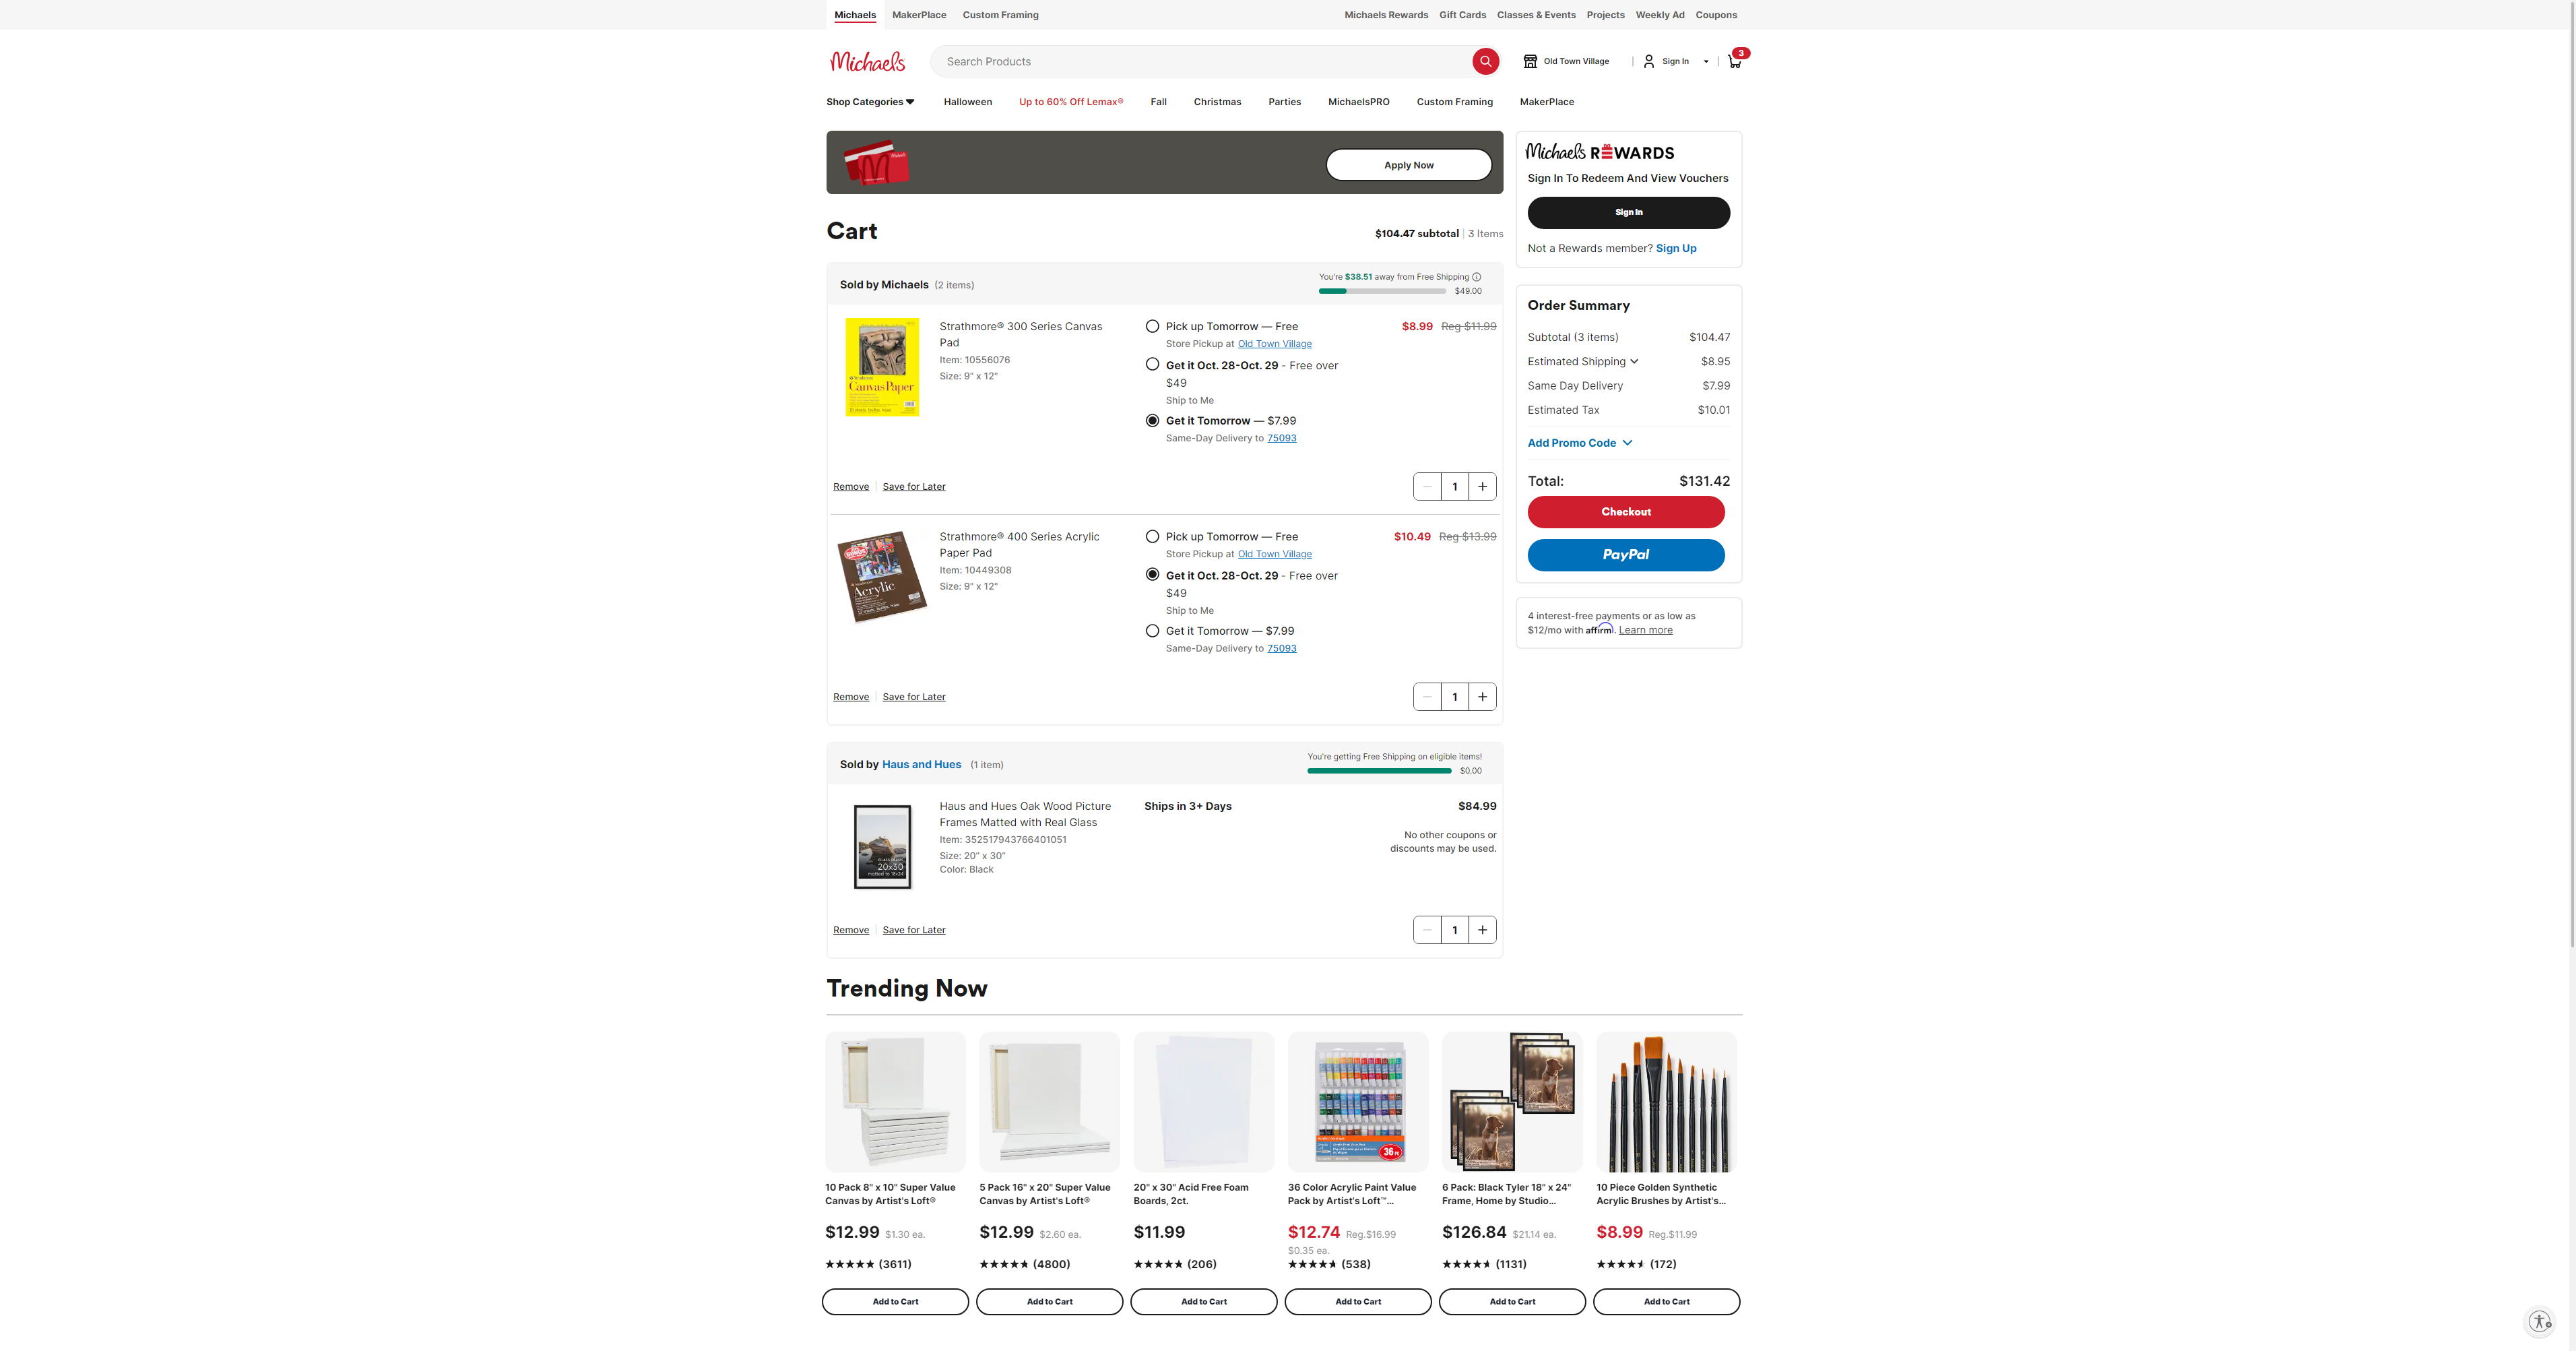 Michaels MakerPlace Custom Framing Michaels Rewards Gift Cards Classes & Events Projects Weekly Ad Coupons
Michaels Search Products Old Town Village | Sign In | 3
Shop Categories Halloween Up to 60% Off Lemax® Fall Christmas Parties MichaelsPRO Custom Framing MakerPlace
Apply Now
Cart
$104.47 subtotal | 3 Items
Sold by Michaels (2 items)
You're $38.51 away from Free Shipping
$49.00
Strathmore® 300 Series Canvas
Pad
Item: 10556076
Size: 9" x 12"
Canvas Paper
Pick up Tomorrow — Free
Store Pickup at Old Town Village
Get it Oct. 28-Oct. 29 - Free over
$49
Ship to Me
Get it Tomorrow — $7.99
Same-Day Delivery to 75093
$8.99 Reg $11.99
Remove | Save for Later
− 1 +
Strathmore® 400 Series Acrylic
Paper Pad
Item: 10449308
Size: 9" x 12"
BONUS
Acrylic
Pick up Tomorrow — Free
Store Pickup at Old Town Village
Get it Oct. 28-Oct. 29 - Free over
$49
Ship to Me
Get it Tomorrow — $7.99
Same-Day Delivery to 75093
$10.49 Reg $13.99
Remove | Save for Later
− 1 +
Sold by Haus and Hues (1 item)
You're getting Free Shipping on eligible items!
$0.00
20x30
matted to 16x24
Haus and Hues Oak Wood Picture
Frames Matted with Real Glass
Item: 352517943766401051
Size: 20” x 30”
Color: Black
Ships in 3+ Days
$84.99
No other coupons or
discounts may be used.
Remove | Save for Later
− 1 +
Michaels REWARDS
Sign In To Redeem And View Vouchers
Sign In
Not a Rewards member? Sign Up
Order Summary
Subtotal (3 items) $104.47
Estimated Shipping $8.95
Same Day Delivery $7.99
Estimated Tax $10.01
Add Promo Code
Total: $131.42
Checkout
PayPal
4 interest-free payments or as low as
$12/mo with affirm. Learn more
Trending Now
10 Pack 8" x 10" Super Value
Canvas by Artist's Loft®
$12.99 $1.30 ea.
(3611)
Add to Cart
5 Pack 16" x 20" Super Value
Canvas by Artist's Loft®
$12.99 $2.60 ea.
(4800)
Add to Cart
20" x 30" Acid Free Foam
Boards, 2ct.
$11.99
(206)
Add to Cart
36 PC
36 Color Acrylic Paint Value
Pack by Artist's Loft™...
$12.74 Reg.$16.99
$0.35 ea.
(538)
Add to Cart
6 Pack: Black Tyler 18" x 24"
Frame, Home by Studio...
$126.84 $21.14 ea.
(1131)
Add to Cart
10 Piece Golden Synthetic
Acrylic Brushes by Artist's...
$8.99 Reg.$11.99
(172)
Add to Cart